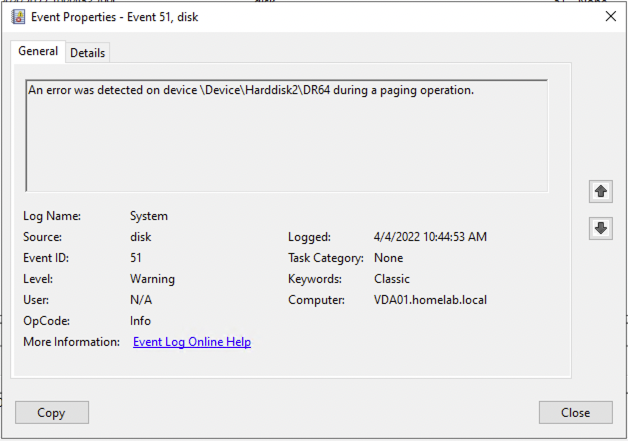 Event Properties - Event 51, disk
General Details
An error was detected on device \Device\Harddisk2\DR64 during a paging operation.
Log Name: System
Source: disk Logged: 4/4/2022 10:44:53 AM
Event ID: 51 Task Category: None
Level: Warning Keywords: Classic
User: N/A Computer: VDA01.homelab.local
OpCode: Info
More Information: Event Log Online Help
Copy Close